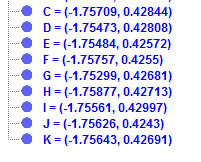 C = (-1.75709, 0.42844)
D = (-1.75473, 0.42808)
E = (-1.75484, 0.42572)
F = (-1.75757, 0.4255)
G = (-1.75299, 0.42681)
H = (-1.75877, 0.42713)
I = (-1.75561, 0.42997)
J = (-1.75626, 0.4243)
K = (-1.75643, 0.42691)